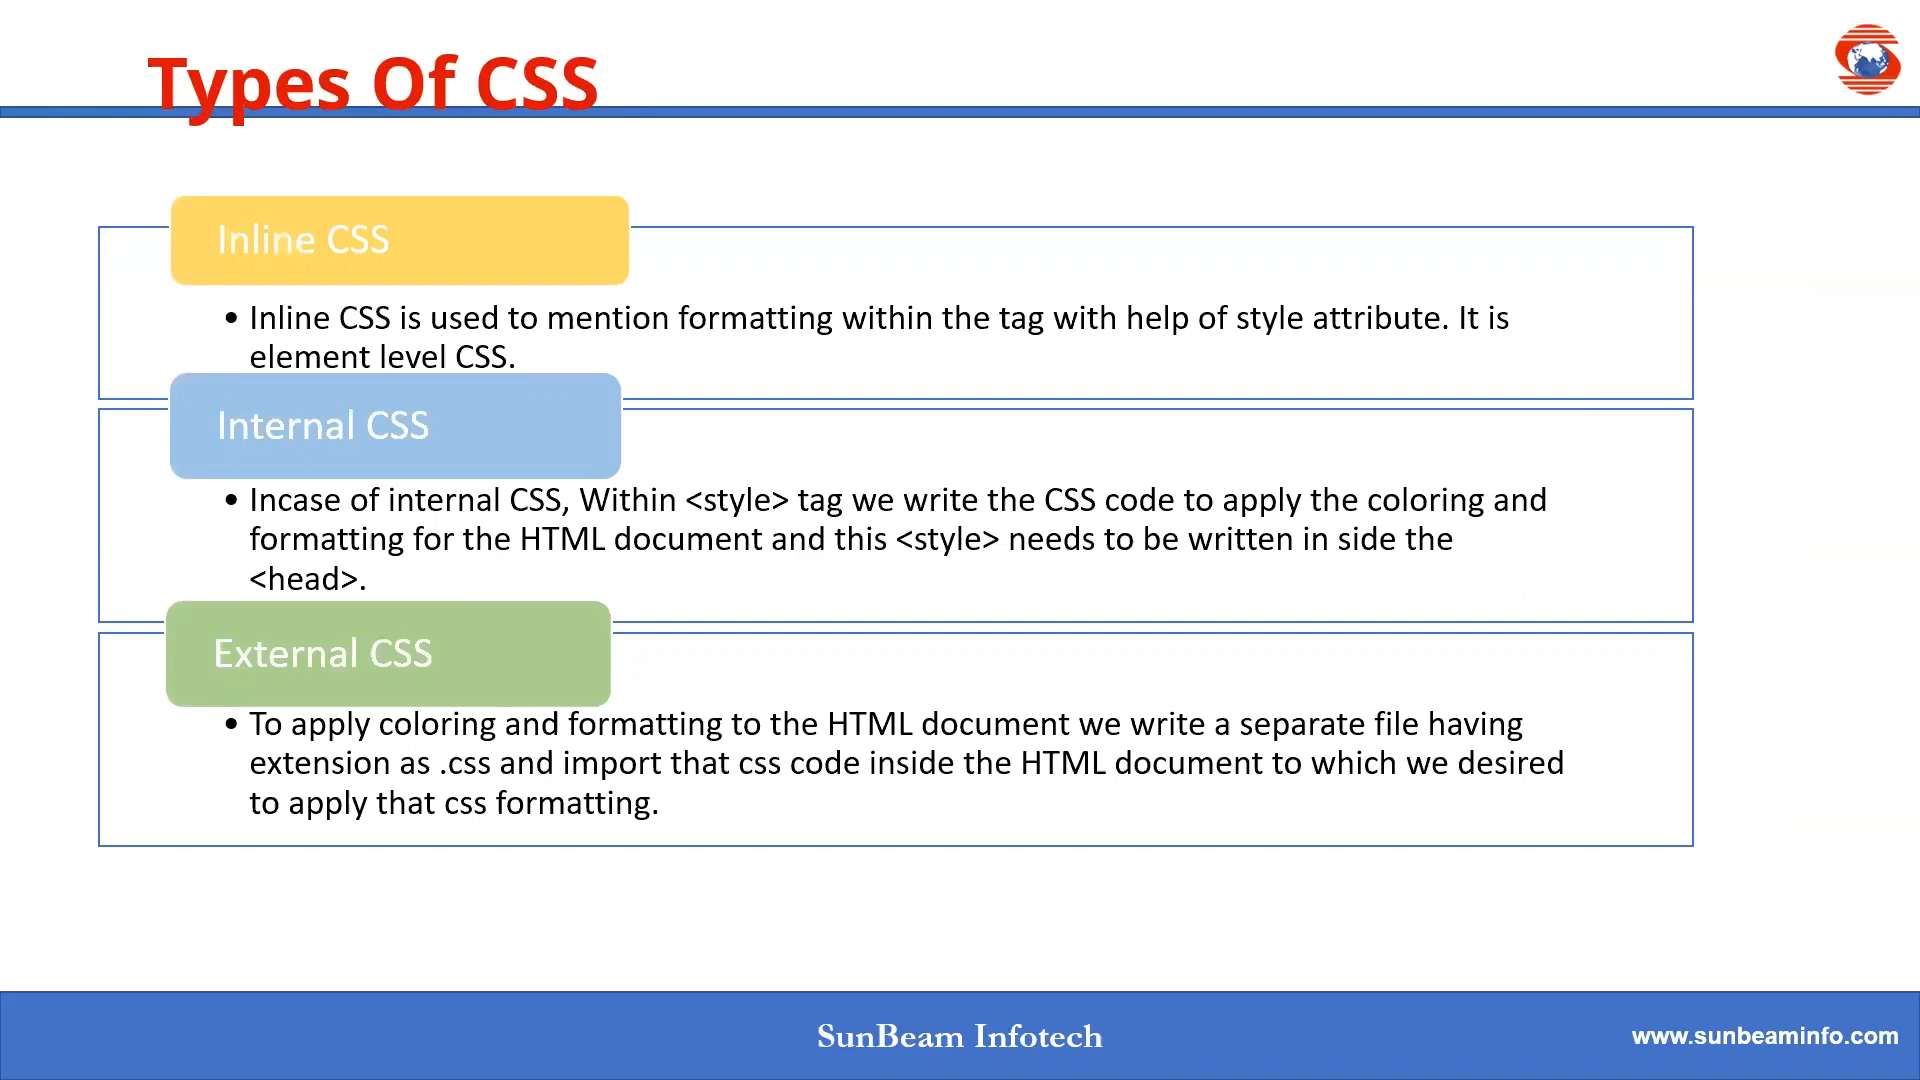 Types Of CSS
Inline CSS
• Inline CSS is used to mention formatting within the tag with help of style attribute. It is
element level CSS.
Internal CSS
• Incase of internal CSS, Within <style> tag we write the CSS code to apply the coloring and
formatting for the HTML document and this <style> needs to be written in side the
<head>.
External CSS
• To apply coloring and formatting to the HTML document we write a separate file having
extension as .css and import that css code inside the HTML document to which we desired
to apply that css formatting.
SunBeam Infotech
www.sunbeaminfo.com